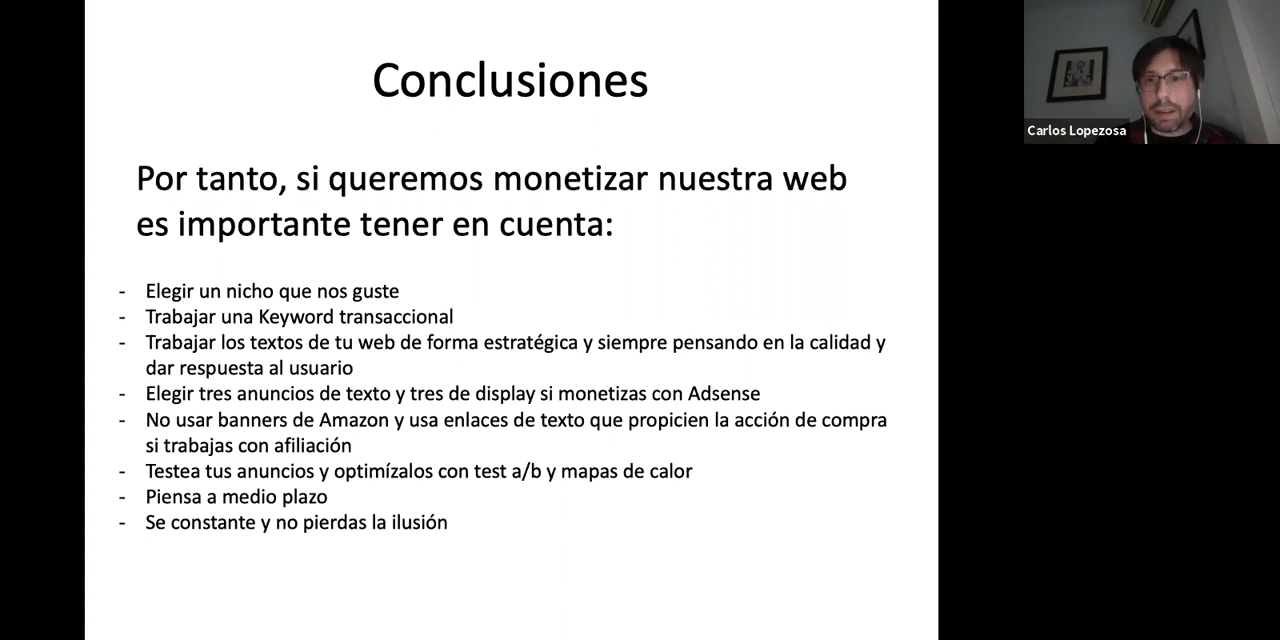 Conclusiones
Por tanto, si queremos monetizar nuestra web
es importante tener en cuenta:
- Elegir un nicho que nos guste
- Trabajar una Keyword transaccional
- Trabajar los textos de tu web de forma estratégica y siempre pensando en la calidad y
dar respuesta al usuario
- Elegir tres anuncios de texto y tres de display si monetizas con Adsense
- No usar banners de Amazon y usa enlaces de texto que propicien la acción de compra
si trabajas con afiliación
- Testea tus anuncios y optimízalos con test a/b y mapas de calor
- Piensa a medio plazo
- Se constante y no pierdas la ilusión
Carlos Lopezosa